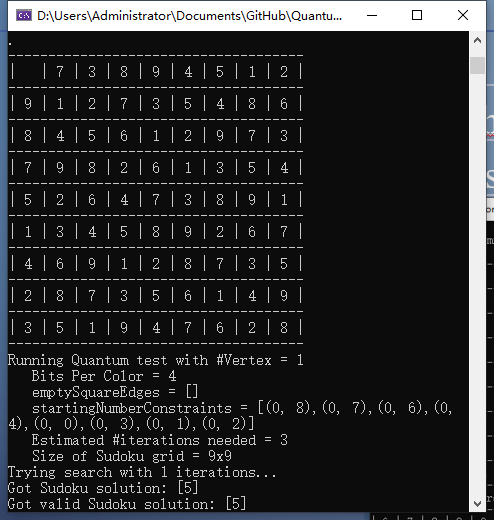 D:\Users\Administrator\Documents\GitHub\Quantu...
.
-------------------------------------
|   | 7 | 3 | 8 | 9 | 4 | 5 | 1 | 2 |
-------------------------------------
| 9 | 1 | 2 | 7 | 3 | 5 | 4 | 8 | 6 |
-------------------------------------
| 8 | 4 | 5 | 6 | 1 | 2 | 9 | 7 | 3 |
-------------------------------------
| 7 | 9 | 8 | 2 | 6 | 1 | 3 | 5 | 4 |
-------------------------------------
| 5 | 2 | 6 | 4 | 7 | 3 | 8 | 9 | 1 |
-------------------------------------
| 1 | 3 | 4 | 5 | 8 | 9 | 2 | 6 | 7 |
-------------------------------------
| 4 | 6 | 9 | 1 | 2 | 8 | 7 | 3 | 5 |
-------------------------------------
| 2 | 8 | 7 | 3 | 5 | 6 | 1 | 4 | 9 |
-------------------------------------
| 3 | 5 | 1 | 9 | 4 | 7 | 6 | 2 | 8 |
-------------------------------------
Running Quantum test with #Vertex = 1
   Bits Per Color = 4
   emptySquareEdges = []
   startingNumberConstraints = [(0, 8),(0, 7),(0, 6),(0,
4),(0, 0),(0, 3),(0, 1),(0, 2)]
   Estimated #iterations needed = 3
   Size of Sudoku grid = 9x9
Trying search with 1 iterations...
Got Sudoku solution: [5]
Got valid Sudoku solution: [5]